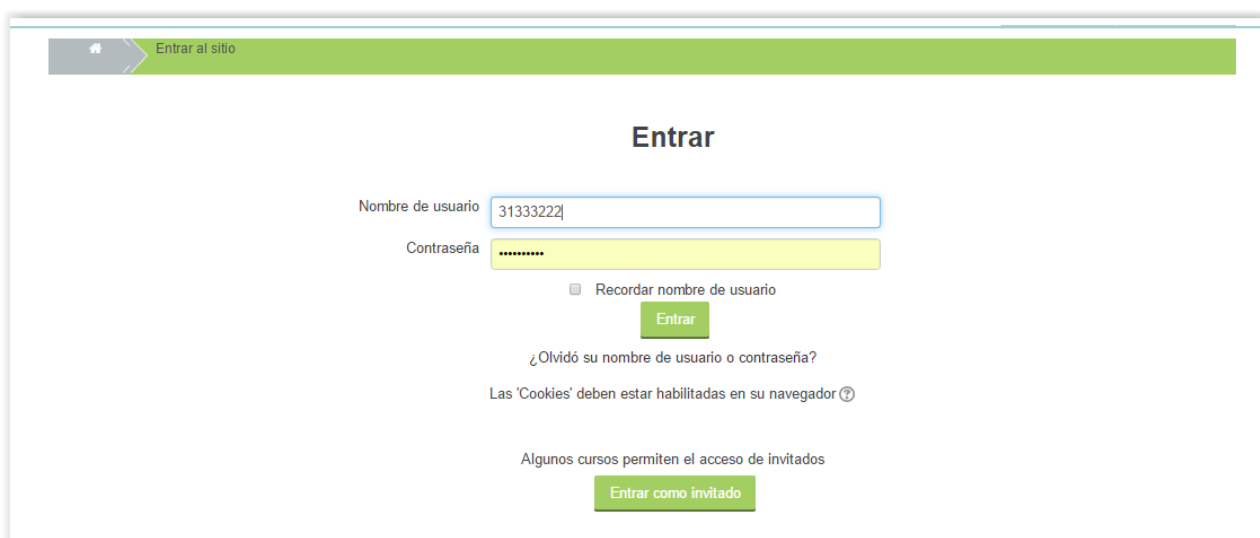 Entrar al sitio
Entrar
Nombre de usuario 31333222
Contraseña ••••••••••
Recordar nombre de usuario
Entrar
¿Olvidó su nombre de usuario o contraseña?
Las 'Cookies' deben estar habilitadas en su navegador ?
Algunos cursos permiten el acceso de invitados
Entrar como invitado